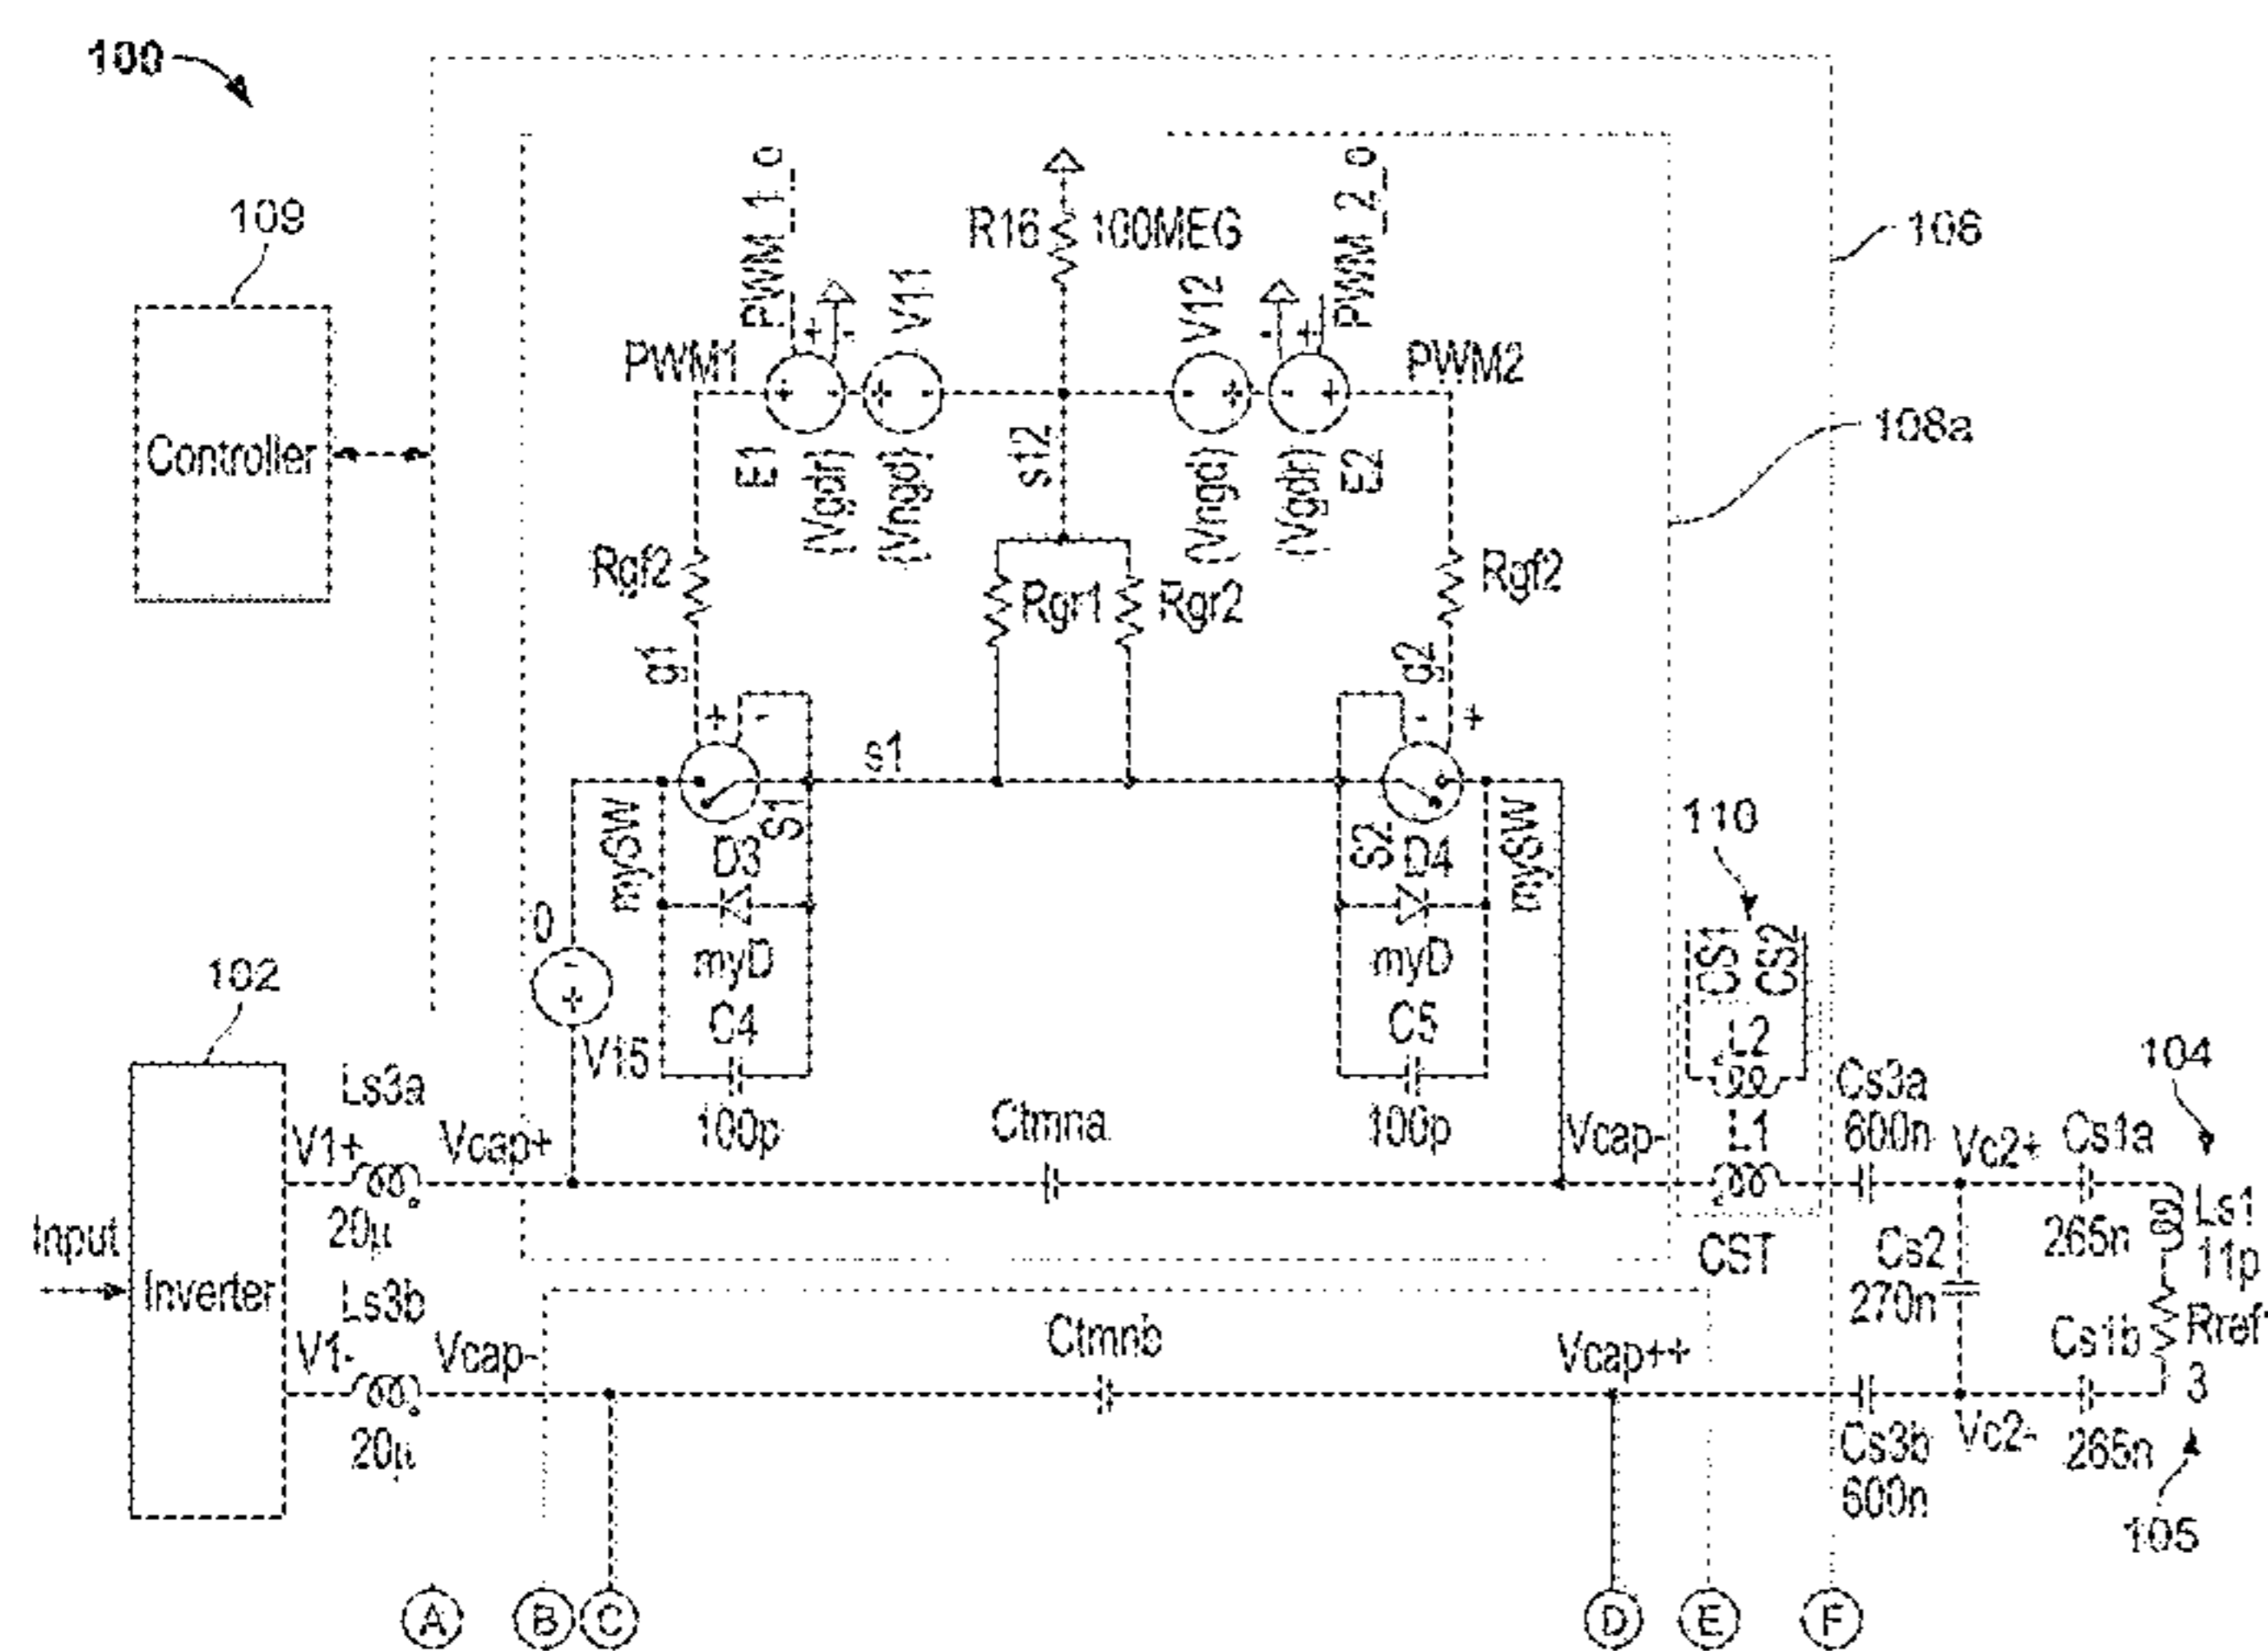 100
109
Controller
PWM_1_o
R16
100MEG
PWM_2_o
106
PWM1
+
-
V11
V12
-
+
PWM2
108a
E1
(Vgdr)
(Vngd)
s12
(Vngd)
(Vgdr)
E2
Rgf2
Rgr1
Rgr2
Rgf2
g1
g2
+
-
-
+
s1
mySW
S1
S2
mySW
D3
D4
110
0
myD
myD
CS1
CS2
102
V15
C4
C5
L2
100p
100p
104
Ls3a
V1+
Vcap+
Ctmna
Vcap-
L1
Cs3a
600n
Vc2+
Cs1a
20µ
265n
Ls1
11p
Input
Inverter
CST
Cs2
270n
Ls3b
V1-
Vcap-
Ctmnb
Vcap++
Cs1b
Rref
3
20µ
Cs3b
600n
Vc2-
265n
105
A
B
C
D
E
F